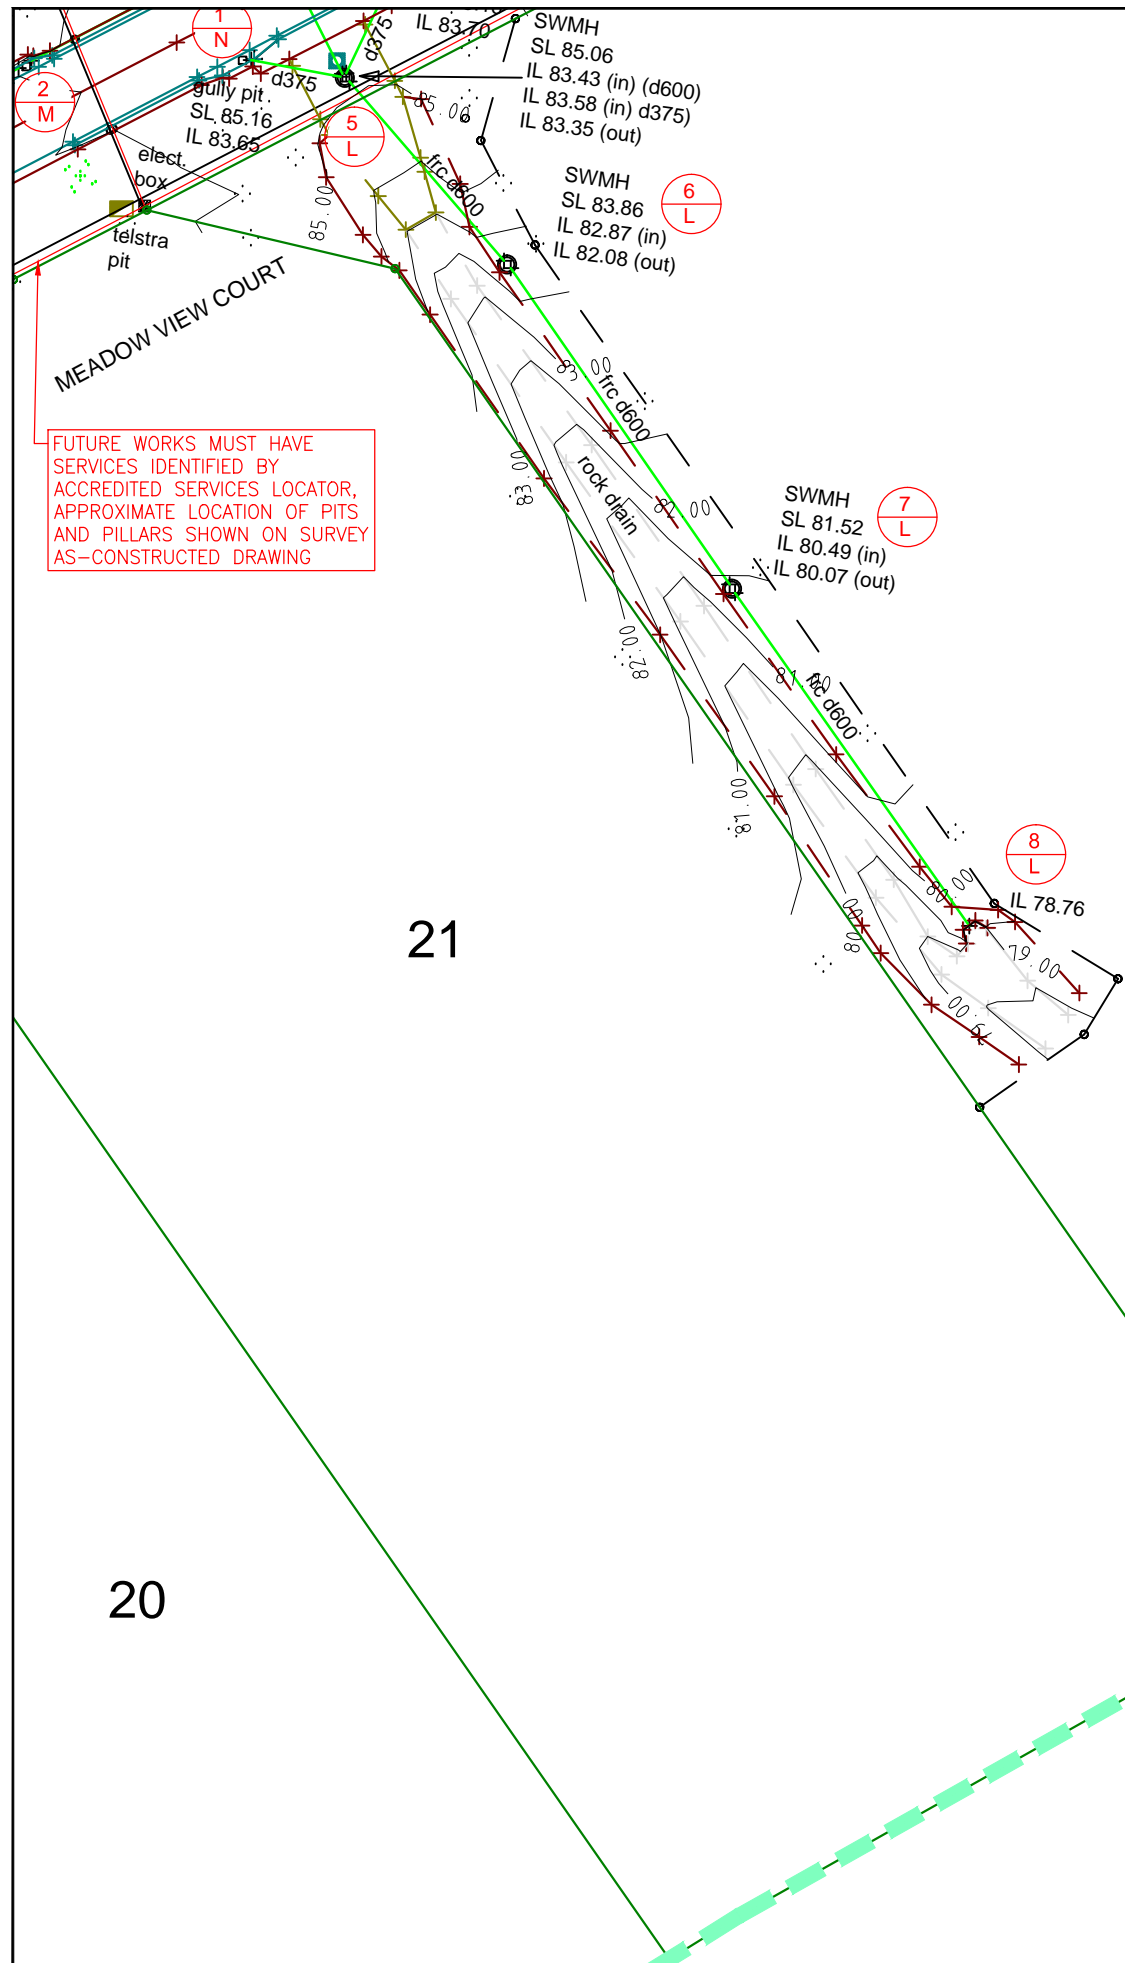 1
N
IL 83.70
d375
SWMH
SL 85.06
IL 83.43 (in) (d600)
IL 83.58 (in) d375)
IL 83.35 (out)
2
M
d375
gully pit
SL 85.16
IL 83.65
85.00
5
L
elect.
box
frc d600
SWMH
SL 83.86
IL 82.87 (in)
IL 82.08 (out)
6
L
85.00
telstra
pit
MEADOW VIEW COURT
83.00
frc d600
FUTURE WORKS MUST HAVE
SERVICES IDENTIFIED BY
ACCREDITED SERVICES LOCATOR,
APPROXIMATE LOCATION OF PITS
AND PILLARS SHOWN ON SURVEY
AS-CONSTRUCTED DRAWING
83.00
rock drain
82.00
SWMH
SL 81.52
IL 80.49 (in)
IL 80.07 (out)
7
L
82.00
81.00
frc d600
81.00
8
L
80.00
IL 78.76
80.00
21
79.00
79.00
20